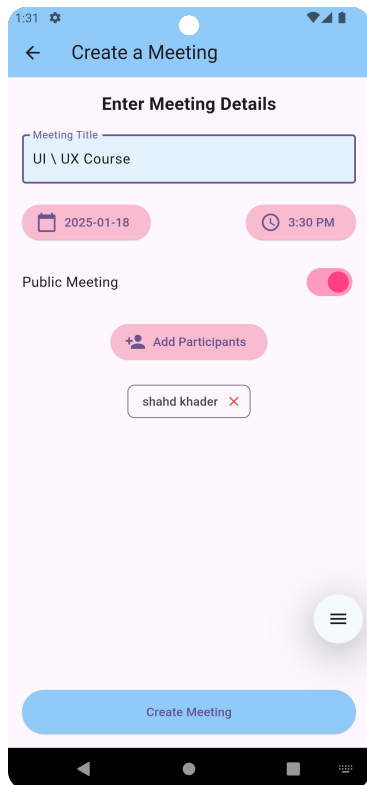 1:31
Create a Meeting
Enter Meeting Details
Meeting Title
UI \ UX Course
2025-01-18
3:30 PM
Public Meeting
Add Participants
shahd khader
Create Meeting